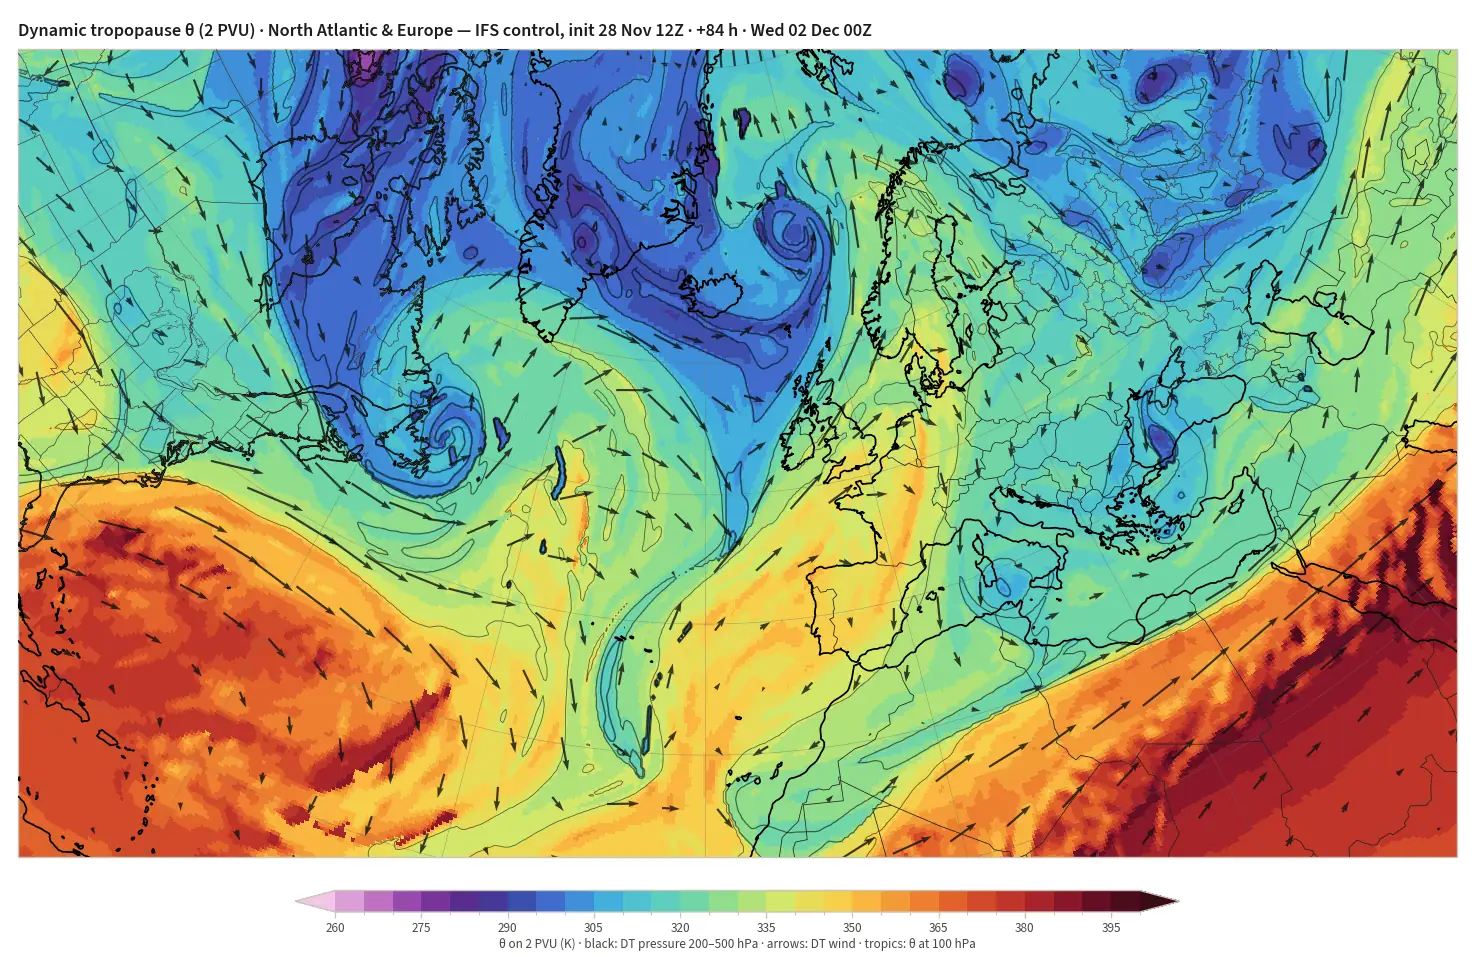 Dynamic tropopause θ (2 PVU) · North Atlantic & Europe — IFS control, init 28 Nov 12Z · +84 h · Wed 02 Dec 00Z
260 275 290 305 320 335 350 365 380 395
θ on 2 PVU (K) · black: DT pressure 200–500 hPa · arrows: DT wind · tropics: θ at 100 hPa